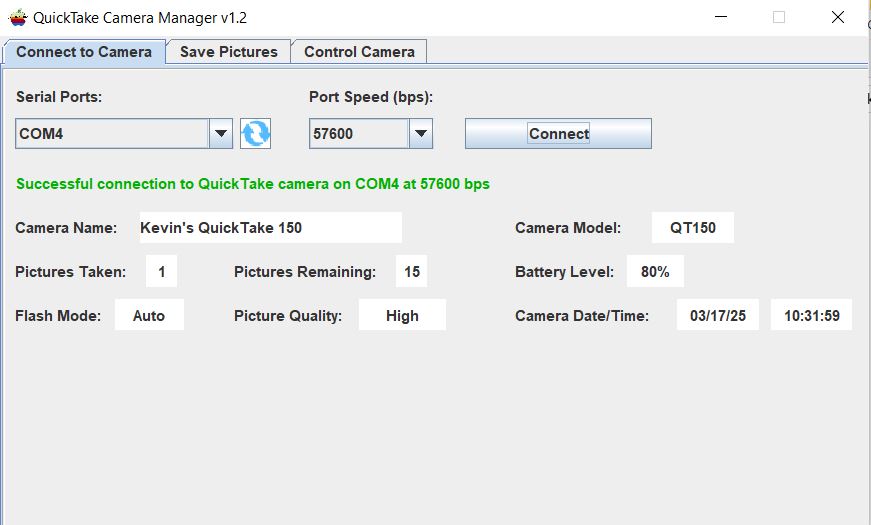 QuickTake Camera Manager v1.2
Connect to Camera Save Pictures Control Camera
Serial Ports: Port Speed (bps):
COM4 57600 Connect
Successful connection to QuickTake camera on COM4 at 57600 bps
Camera Name: Kevin's QuickTake 150 Camera Model: QT150
Pictures Taken: 1 Pictures Remaining: 15 Battery Level: 80%
Flash Mode: Auto Picture Quality: High Camera Date/Time: 03/17/25 10:31:59